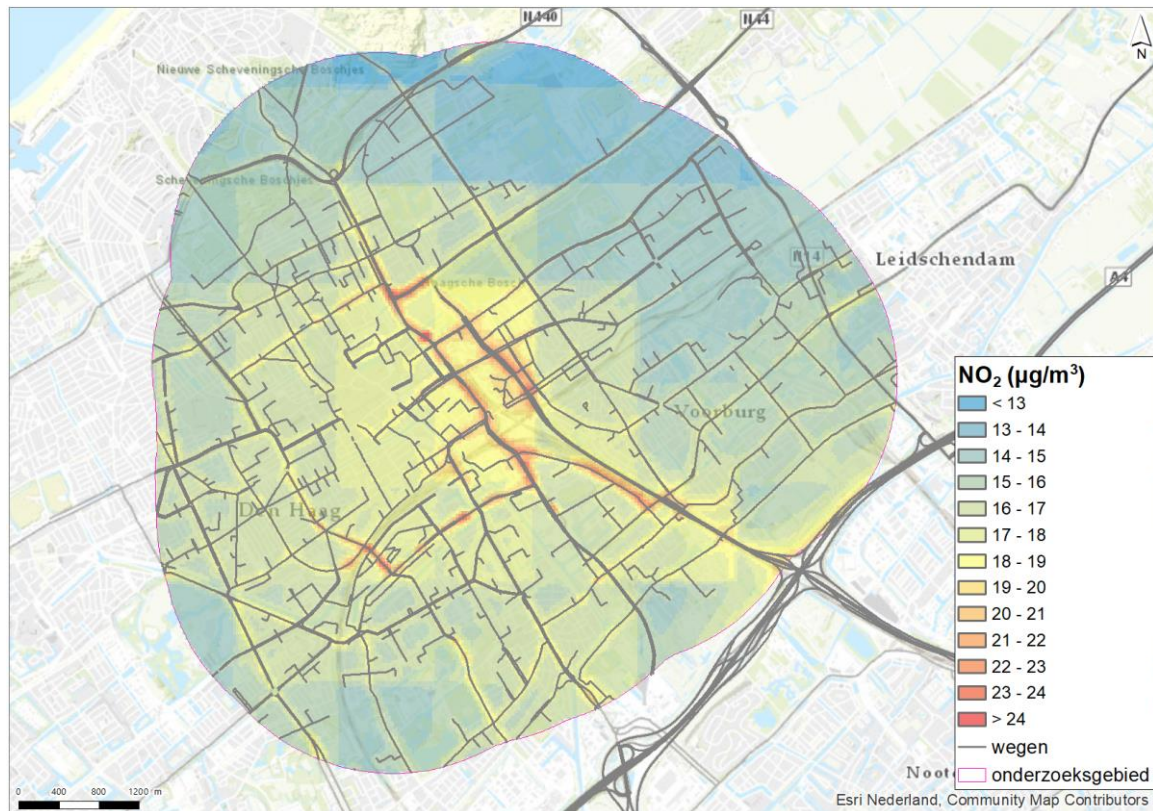 N440
N44
N
Nieuwe Scheveningsche Boschjes
Scheveningsche Boschjes
N14
Leidschendam
A4
Haagsche Bosch
Voorburg
Den Haag
NO₂ (µg/m³)
< 13
13 - 14
14 - 15
15 - 16
16 - 17
17 - 18
18 - 19
19 - 20
20 - 21
21 - 22
22 - 23
23 - 24
> 24
wegen
onderzoeksgebied
0 400 800 1200 m
Esri Nederland, Community Map Contributors